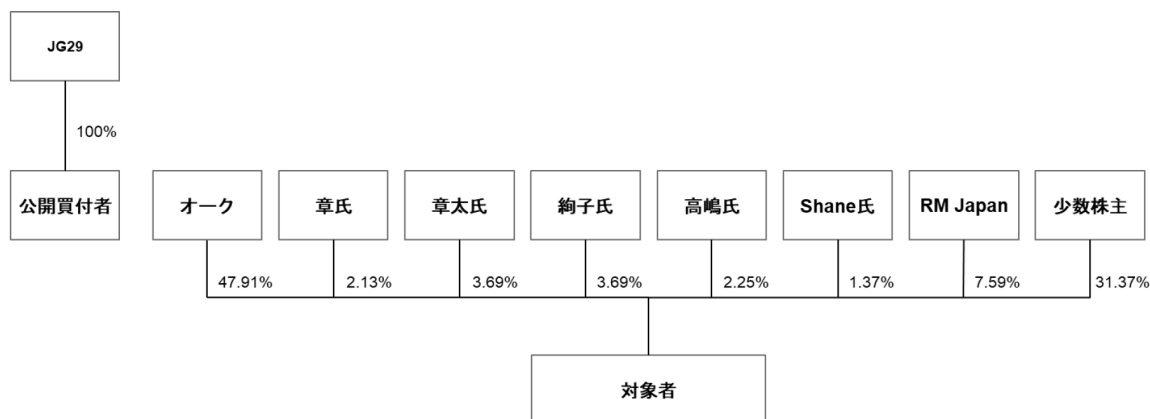 JG29
100%
公開買付者
オーク
章氏
章太氏
絢子氏
高嶋氏
Shane氏
RM Japan
少数株主
47.91%
2.13%
3.69%
3.69%
2.25%
1.37%
7.59%
31.37%
対象者